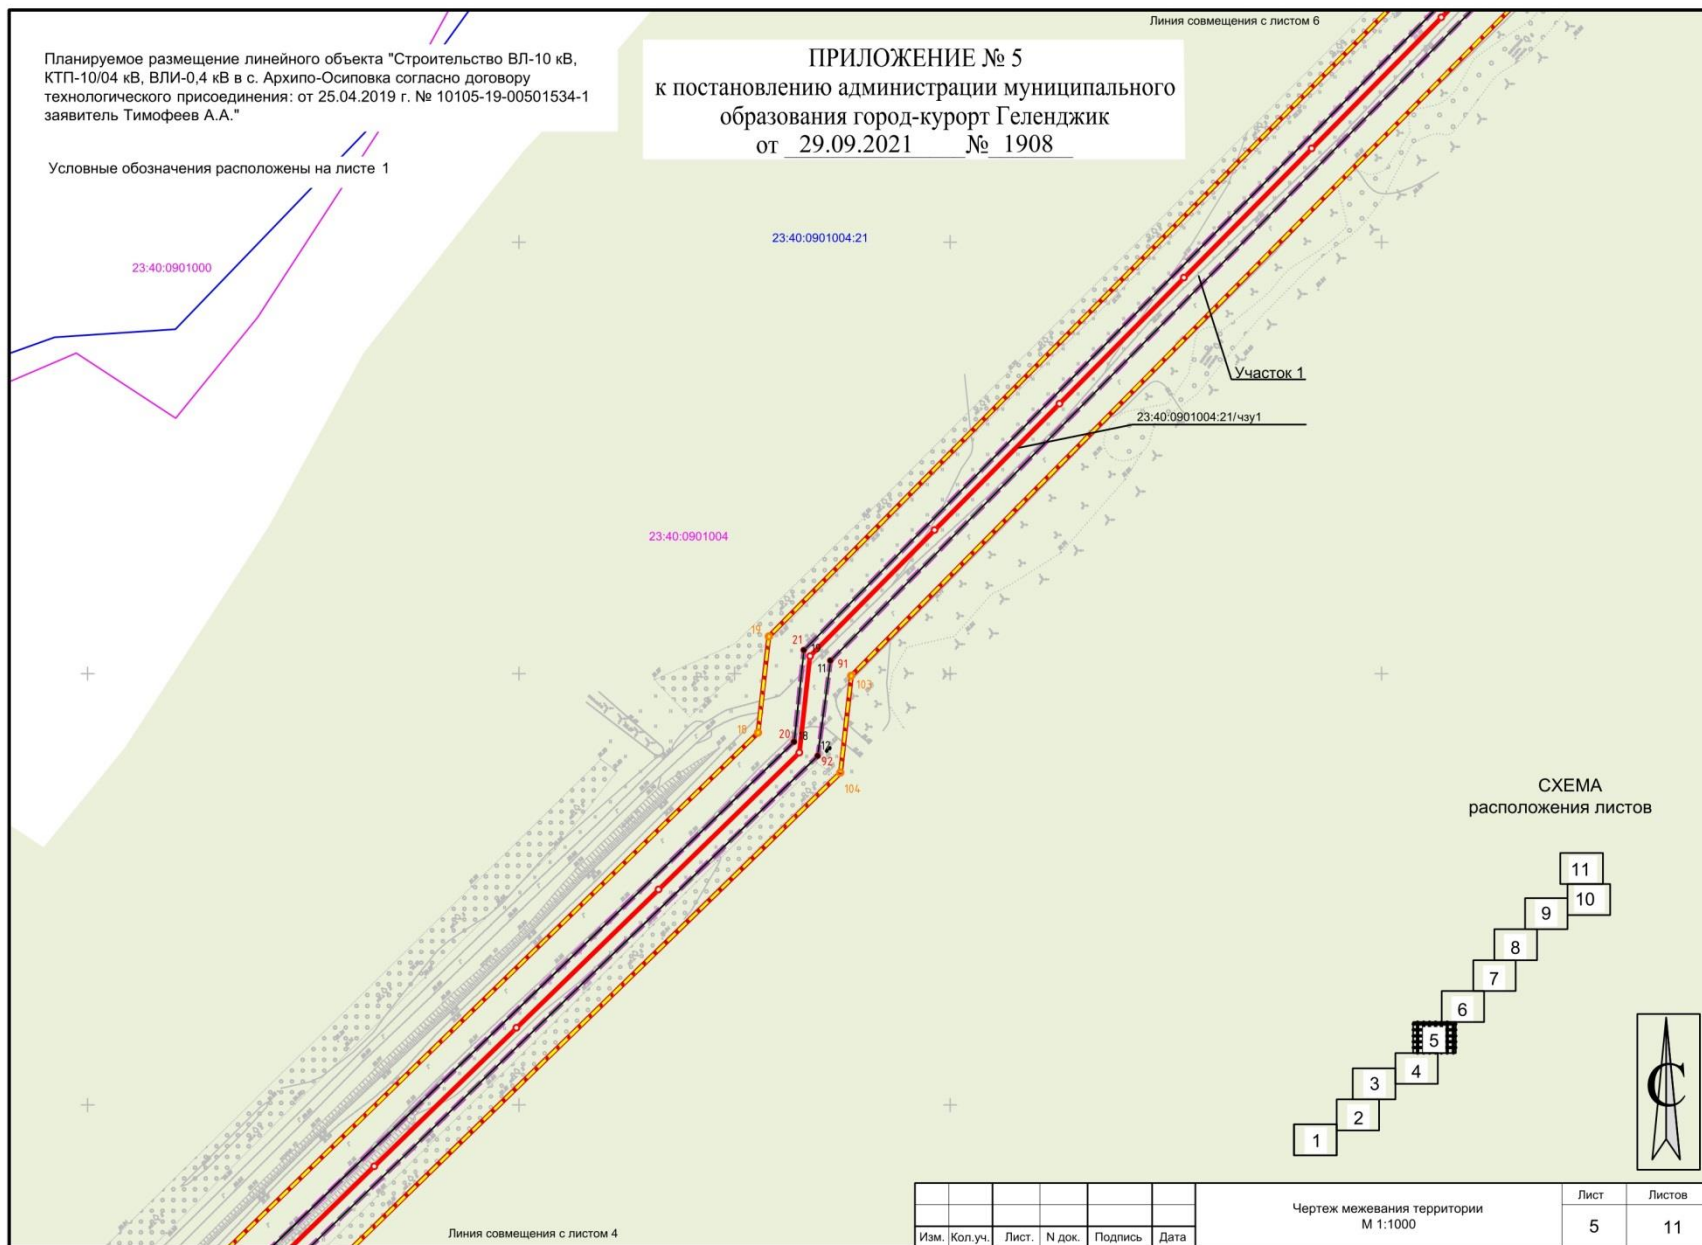 Линия совмещения с листом 6
Планируемое размещение линейного объекта "Строительство ВЛ-10 кВ,
КТП-10/04 кВ, ВЛИ-0,4 кВ в с. Архипо-Осиповка согласно договору
технологического присоединения: от 25.04.2019 г. № 10105-19-00501534-1
заявитель Тимофеев А.А."
Условные обозначения расположены на листе 1
ПРИЛОЖЕНИЕ № 5
к постановлению администрации муниципального
образования город-курорт Геленджик
от 29.09.2021 № 1908
23:40:0901004:21
23:40:0901000
Участок 1
23:40:0901004:21/чзу1
23:40:0901004
19
21
19
11
91
103
18
20
18
12
92
104
СХЕМА
расположения листов
11
10
9
8
7
6
5
4
3
2
1
С
Линия совмещения с листом 4
Изм. Кол.уч. Лист. N док. Подпись Дата
Чертеж межевания территории
М 1:1000
Лист Листов
5 11